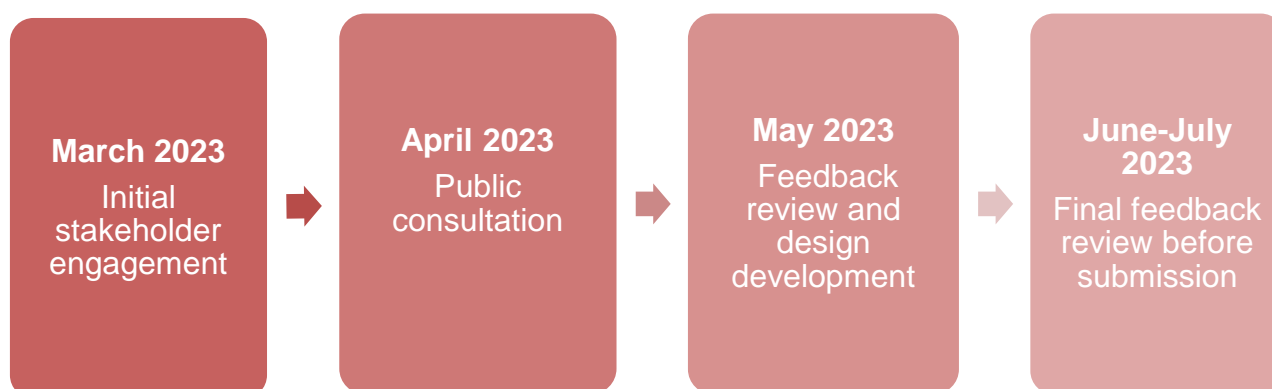 March 2023
Initial
stakeholder
engagement
April 2023
Public
consultation
May 2023
Feedback
review and
design
development
June-July
2023
Final feedback
review before
submission